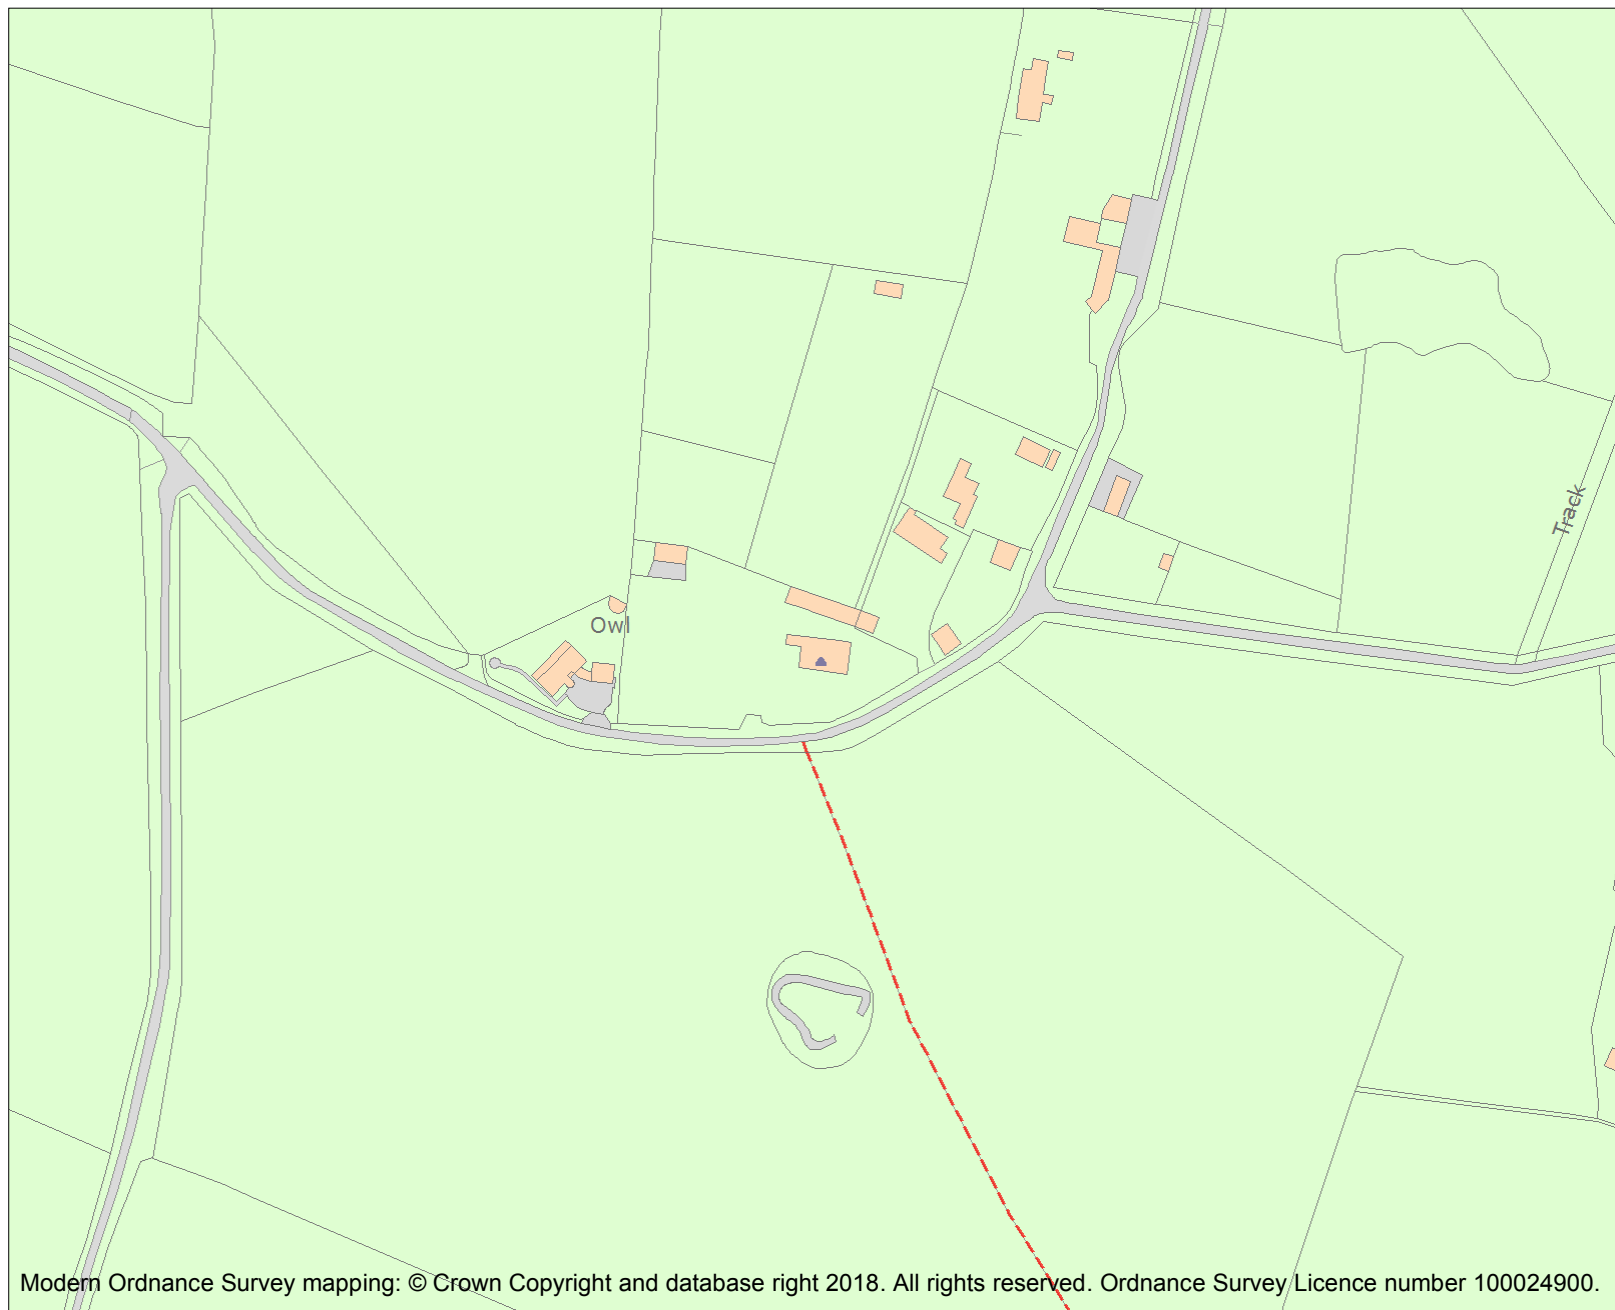 Track
Owl
Modern Ordnance Survey mapping: © Crown Copyright and database right 2018. All rights reserved. Ordnance Survey Licence number 100024900.